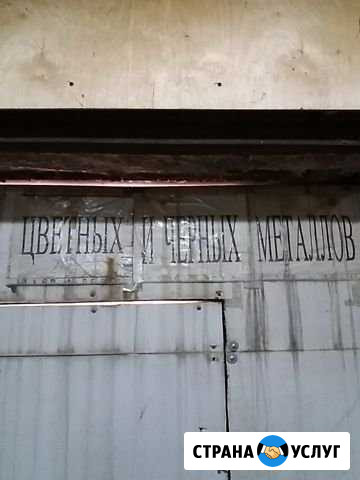 ЦВЕТНЫХ И ЧЕРНЫХ МЕТАЛЛОВ
СТРАНА УСЛУГ